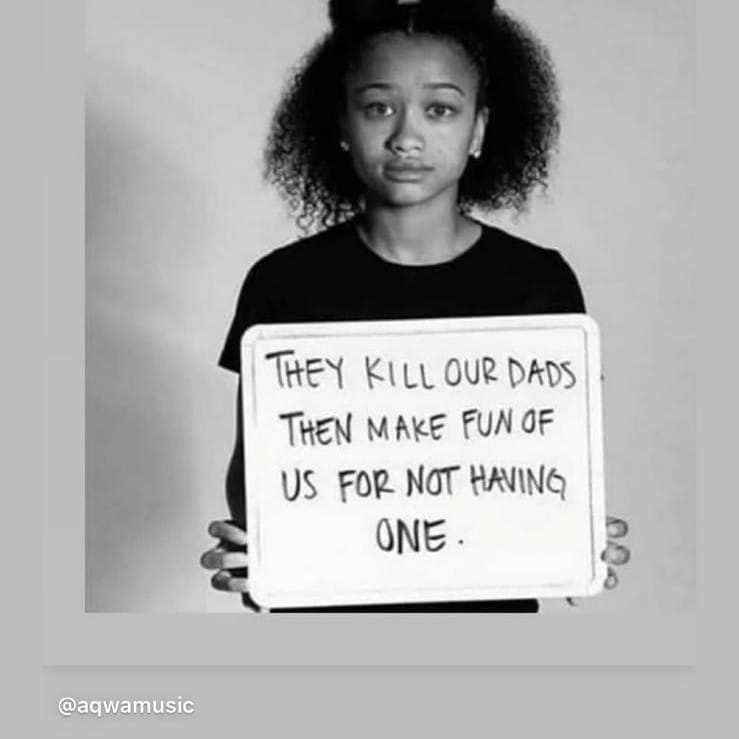 THEY KILL OUR DADS
THEN MAKE FUN OF
US FOR NOT HAVING
ONE.
@aqwamusic